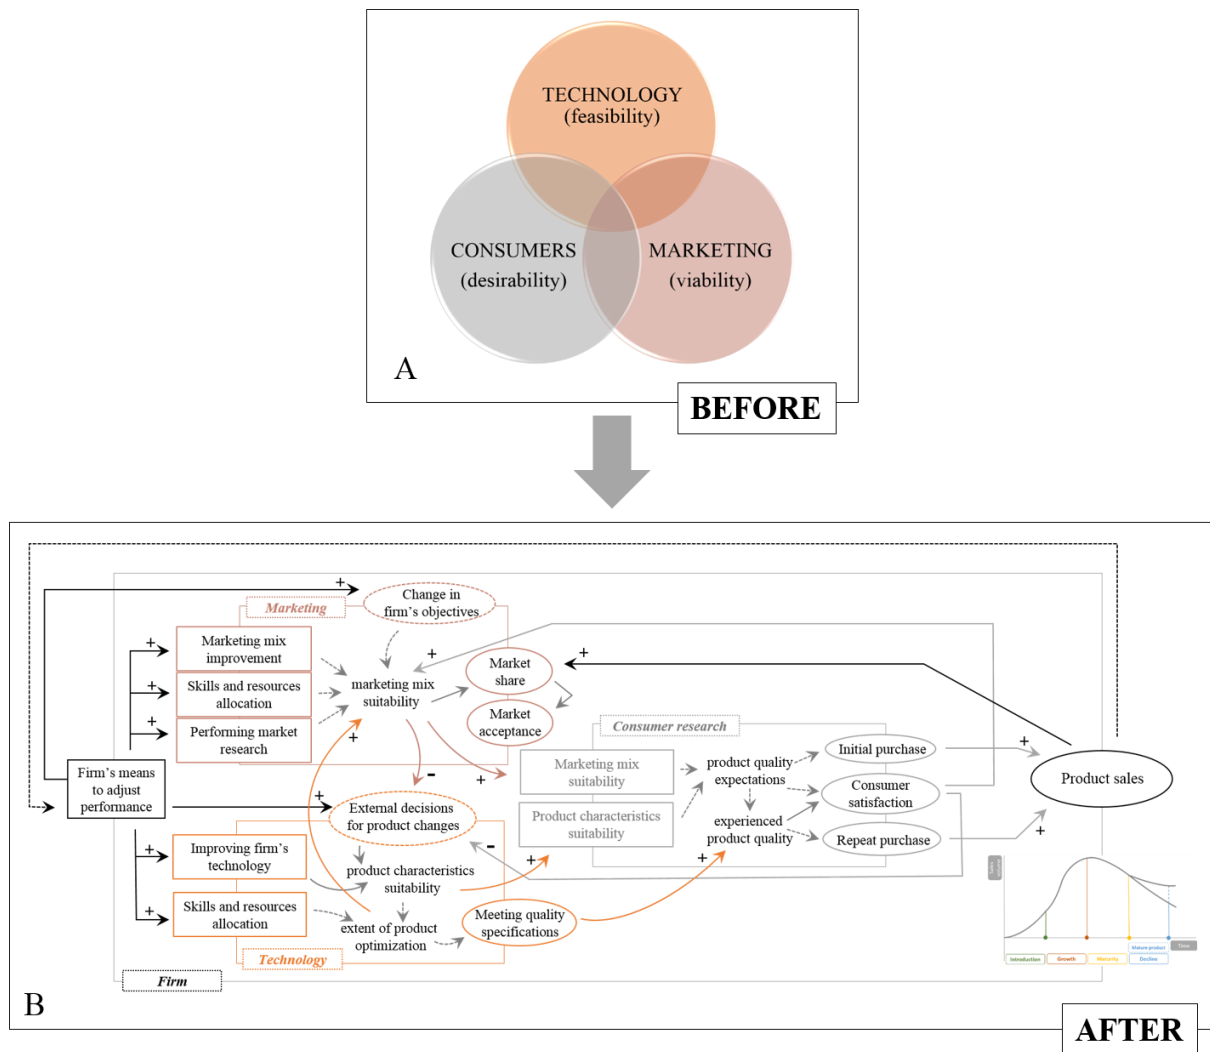 TECHNOLOGY
(feasibility)
CONSUMERS
(desirability)
MARKETING
(viability)
A
BEFORE
Marketing
Change in
firm's objectives
+
Marketing mix
improvement
+
Skills and resources
allocation
+
Performing market
research
+
marketing mix
suitability
+
+
Market
share
+
Market
acceptance
Firm's means
to adjust
performance
-
+
Consumer research
Marketing mix
suitability
Product characteristics
suitability
product quality
expectations
experienced
product quality
Initial purchase
Consumer
satisfaction
Repeat purchase
+
+
Product sales
+
External decisions
for product changes
-
+
+
+
Improving firm's
technology
+
Skills and resources
allocation
product characteristics
suitability
extent of product
optimization
Meeting quality
specifications
Technology
Firm
Time
Introduction
Growth
Maturity
Mature product
Decline
B
AFTER